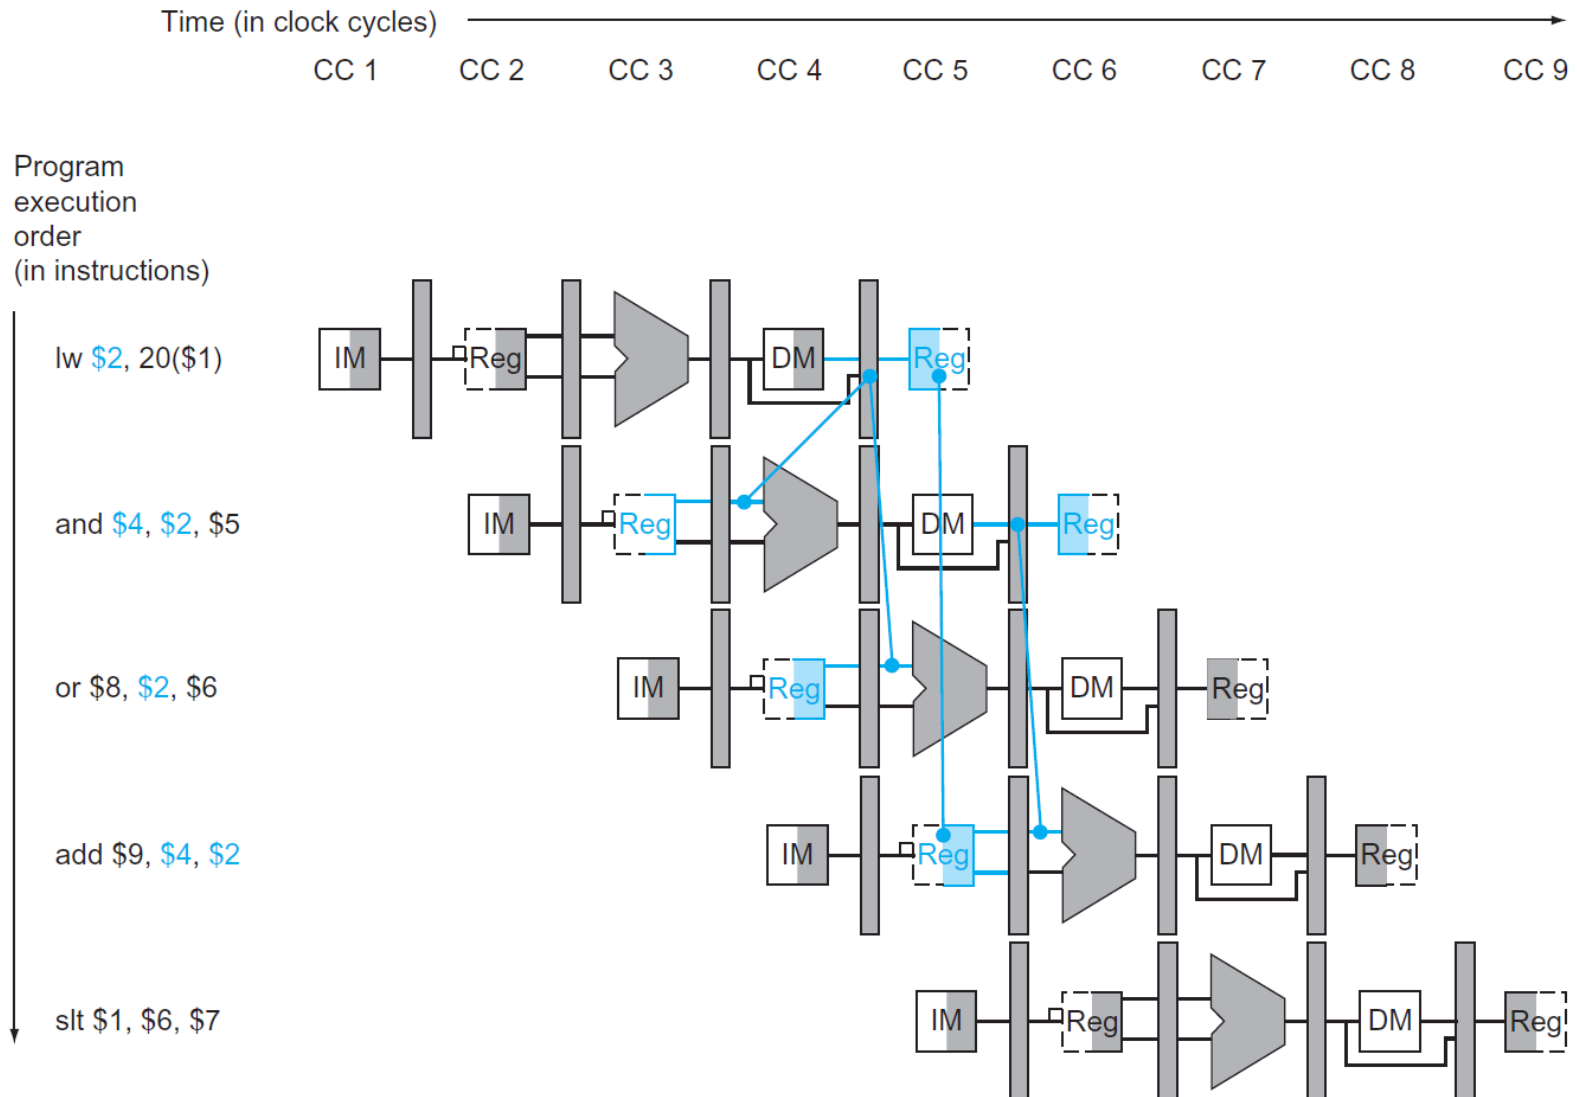 Time (in clock cycles)
CC 1 CC 2 CC 3 CC 4 CC 5 CC 6 CC 7 CC 8 CC 9
Program
execution
order
(in instructions)
lw $2, 20($1)
IM Reg DM Reg
and $4, $2, $5
IM Reg DM Reg
or $8, $2, $6
IM Reg DM Reg
add $9, $4, $2
IM Reg DM Reg
slt $1, $6, $7
IM Reg DM Reg